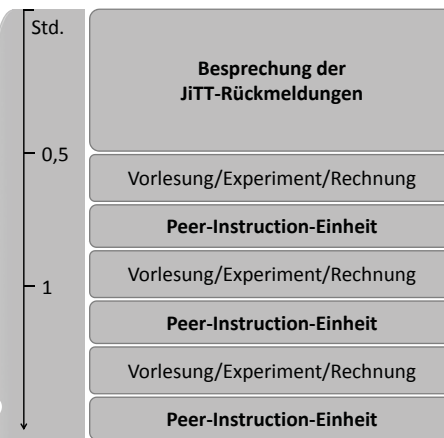 Std.
Besprechung der
JiTT-Rückmeldungen
0,5
Vorlesung/Experiment/Rechnung
Peer-Instruction-Einheit
Vorlesung/Experiment/Rechnung
1
Peer-Instruction-Einheit
Vorlesung/Experiment/Rechnung
Peer-Instruction-Einheit